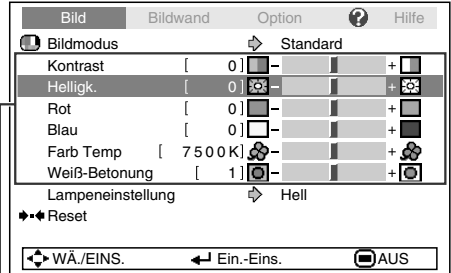 Bild Bildwand Option ? Hilfe
Bildmodus Standard
Kontrast [ 0] - +
Helligk. [ 0] - +
Rot [ 0] - +
Blau [ 0] - +
Farb Temp [ 7500K] - +
Weiß-Betonung [ 1] - +
Lampeneinstellung Hell
Reset
WÄ./EINS. Ein.-Eins. AUS